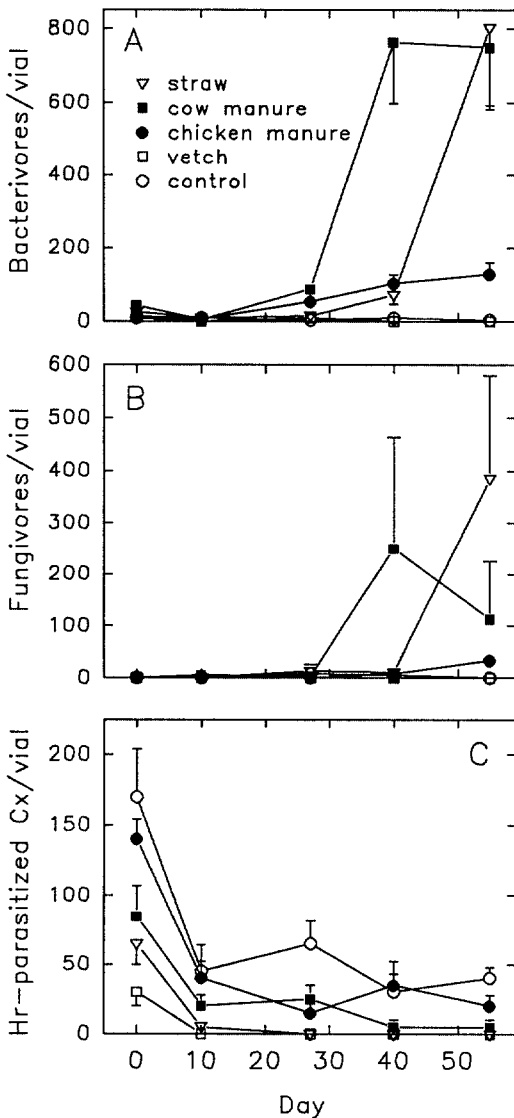 A
800
600
400
200
0
Bacterivores/vial
straw
cow manure
chicken manure
vetch
control
B
600
500
400
300
200
100
0
Fungivores/vial
C
200
150
100
50
0
Hr-parasitized Cx/vial
0 10 20 30 40 50
Day